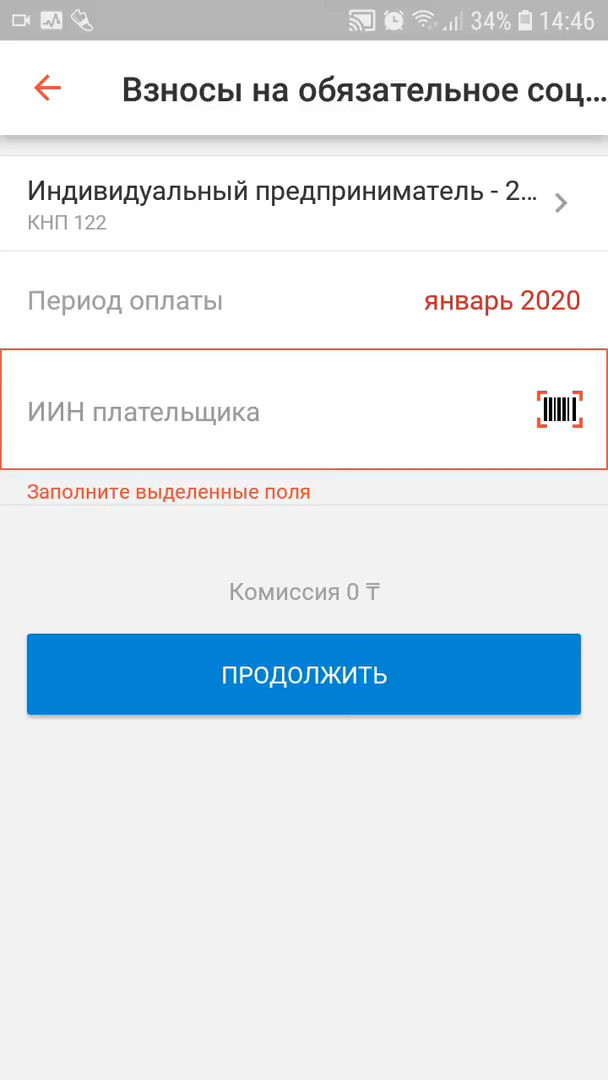 34% 14:46
Взносы на обязательное соц...
Индивидуальный предприниматель - 2...
КНП 122
Период оплаты январь 2020
ИИН плательщика
Заполните выделенные поля
Комиссия 0 ₸
ПРОДОЛЖИТЬ